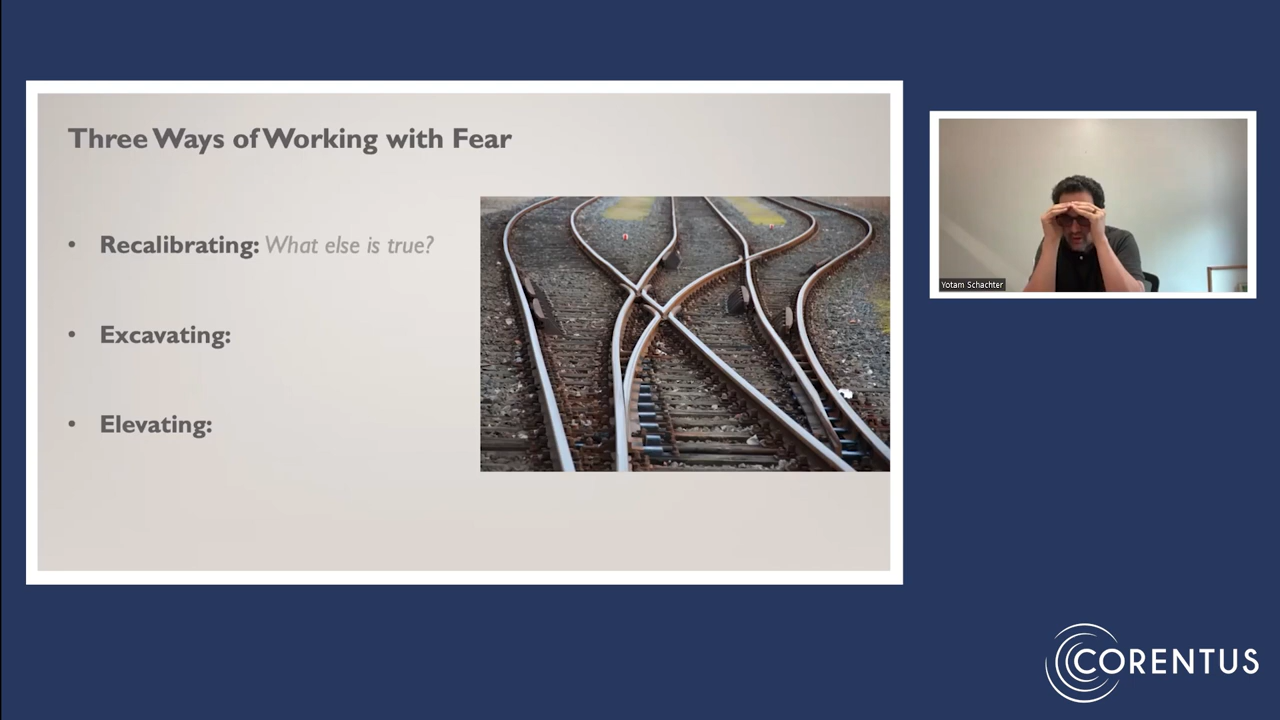 Three Ways of Working with Fear
• Recalibrating: What else is true?
• Excavating:
• Elevating:
Yotam Schachter
CORENTUS